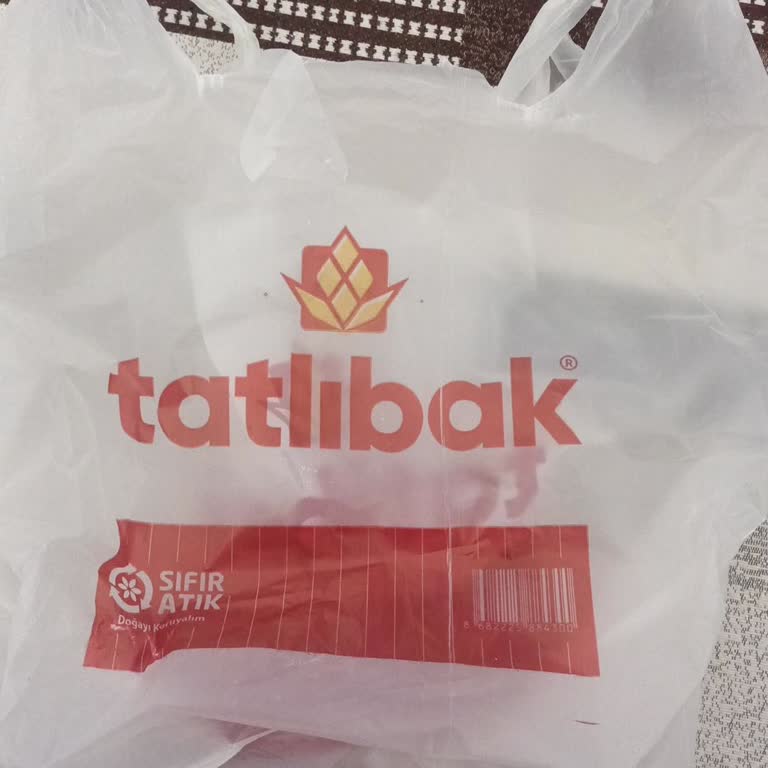 tatlıbak®
SIFIR
ATIK
Doğayı Koruyalım